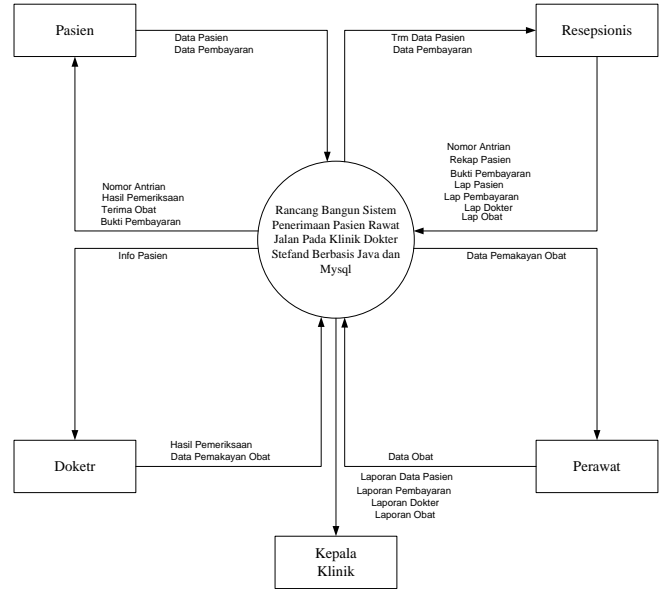 Pasien
Data Pasien
Data Pembayaran
Trm Data Pasien
Data Pembayaran
Resepsionis
Nomor Antrian
Hasil Pemeriksaan
Terima Obat
Bukti Pembayaran
Rancang Bangun Sistem
Penerimaan Pasien Rawat
Jalan Pada Klinik Dokter
Stefand Berbasis Java dan
Mysql
Nomor Antrian
Rekap Pasien
Bukti Pembayaran
Lap Pasien
Lap Pembayaran
Lap Dokter
Lap Obat
Info Pasien
Data Pemakayan Obat
Doketr
Hasil Pemeriksaan
Data Pemakayan Obat
Data Obat
Perawat
Laporan Data Pasien
Laporan Pembayaran
Laporan Dokter
Laporan Obat
Kepala
Klinik